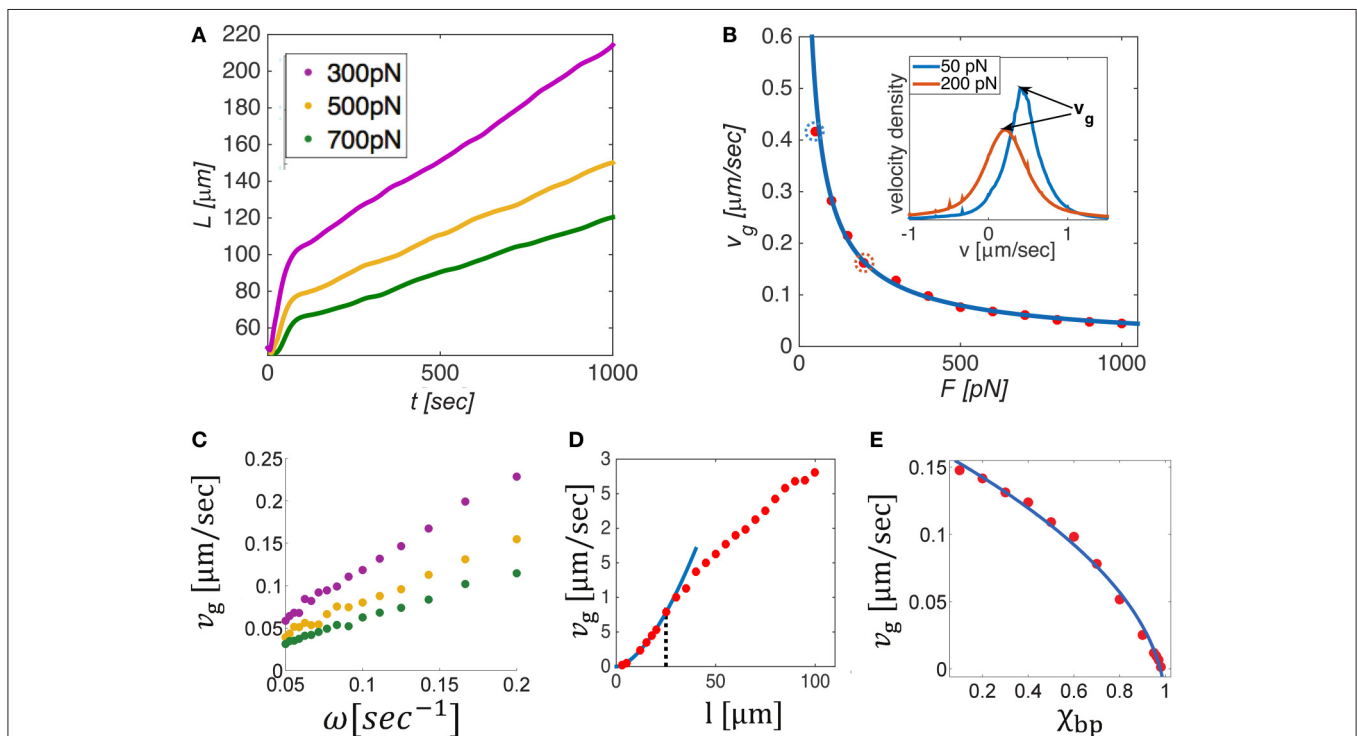 A
220
200
180
160
140
120
100
80
60
L [μm]
300pN
500pN
700pN
0
500
1000
t [sec]
B
0.6
0.5
0.4
0.3
0.2
0.1
0
v_g [μm/sec]
50 pN
200 pN
velocity density
v_g
-1
0
1
v [μm/sec]
0
500
1000
F [pN]
C
0.25
0.20
0.15
0.10
0.05
0
v_g [μm/sec]
0.05
0.1
0.15
0.2
ω[sec⁻¹]
D
3
5
2
5
1
5
0
v_g [μm/sec]
0
50
100
l [μm]
E
0.15
0.1
0.05
0
v_g [μm/sec]
0.2
0.4
0.6
0.8
1
χ_bp